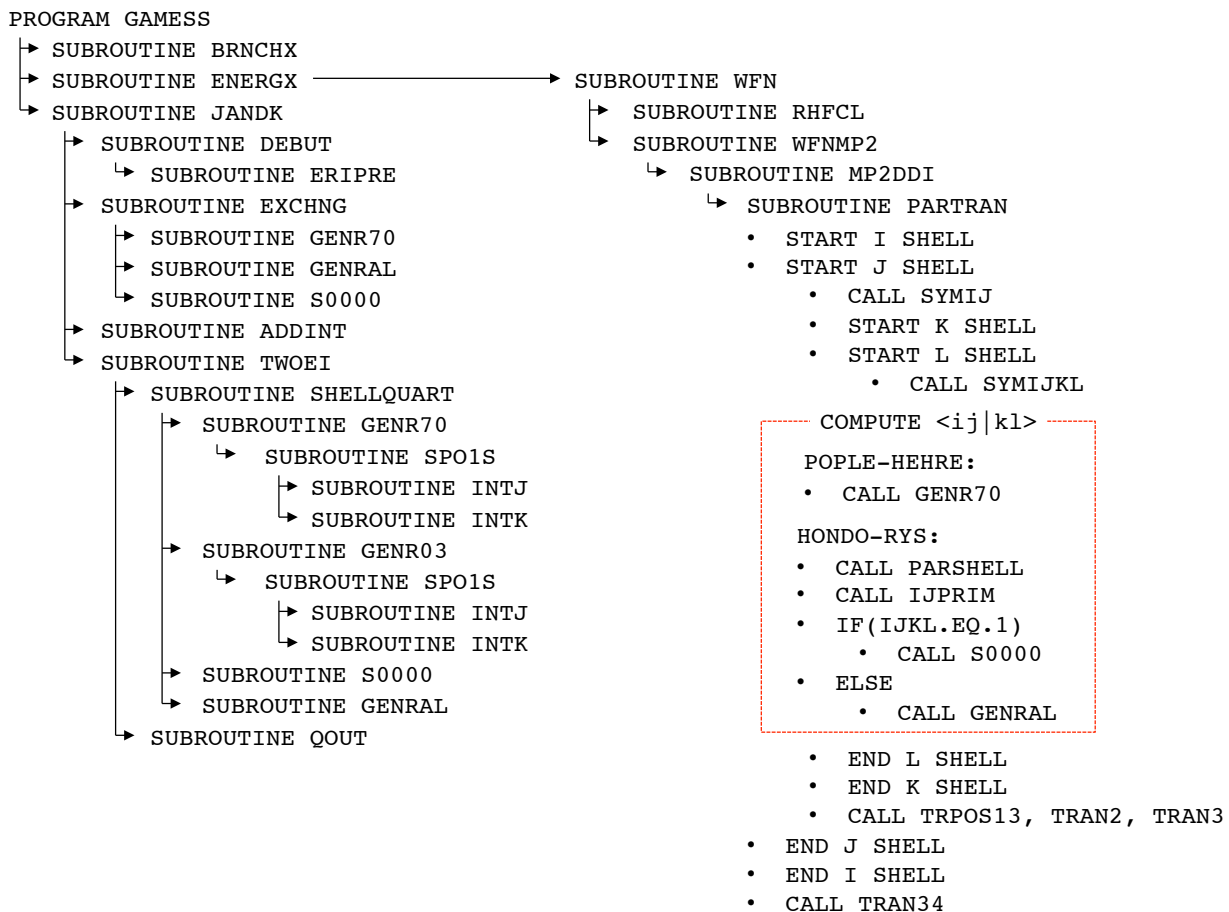 PROGRAM GAMESS
SUBROUTINE BRNCHX
SUBROUTINE ENERGX
SUBROUTINE JANDK
SUBROUTINE DEBUT
SUBROUTINE ERIPRE
SUBROUTINE EXCHNG
SUBROUTINE GENR70
SUBROUTINE GENRAL
SUBROUTINE S0000
SUBROUTINE ADDINT
SUBROUTINE TWOEI
SUBROUTINE SHELLQUART
SUBROUTINE GENR70
SUBROUTINE SPO1S
SUBROUTINE INTJ
SUBROUTINE INTK
SUBROUTINE GENR03
SUBROUTINE SPO1S
SUBROUTINE INTJ
SUBROUTINE INTK
SUBROUTINE S0000
SUBROUTINE GENRAL
SUBROUTINE QOUT
SUBROUTINE WFN
SUBROUTINE RHFCL
SUBROUTINE WFNMP2
SUBROUTINE MP2DDI
SUBROUTINE PARTRAN
• START I SHELL
• START J SHELL
• CALL SYMIJ
• START K SHELL
• START L SHELL
• CALL SYMIJKL
COMPUTE <ij|kl>
POPLE-HEHRE:
• CALL GENR70
HONDO-RYS:
• CALL PARSHELL
• CALL IJPRIM
• IF(IJKL.EQ.1)
• CALL S0000
• ELSE
• CALL GENRAL
• END L SHELL
• END K SHELL
• CALL TRPOS13, TRAN2, TRAN3
• END J SHELL
• END I SHELL
• CALL TRAN34